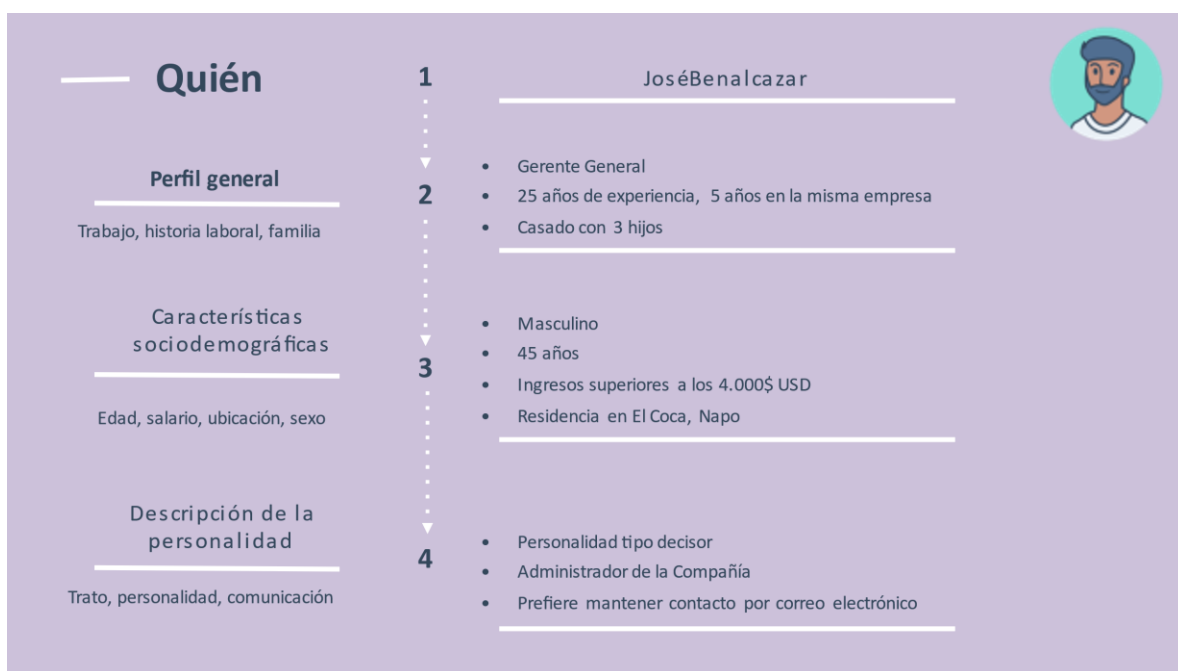 Quién
1
JoséBenalcazar
Perfil general
Trabajo, historia laboral, familia
2
• Gerente General
• 25 años de experiencia, 5 años en la misma empresa
• Casado con 3 hijos
Características
sociodemográficas
Edad, salario, ubicación, sexo
3
• Masculino
• 45 años
• Ingresos superiores a los 4.000$ USD
• Residencia en El Coca, Napo
Descripción de la
personalidad
Trato, personalidad, comunicación
4
• Personalidad tipo decisor
• Administrador de la Compañía
• Prefiere mantener contacto por correo electrónico